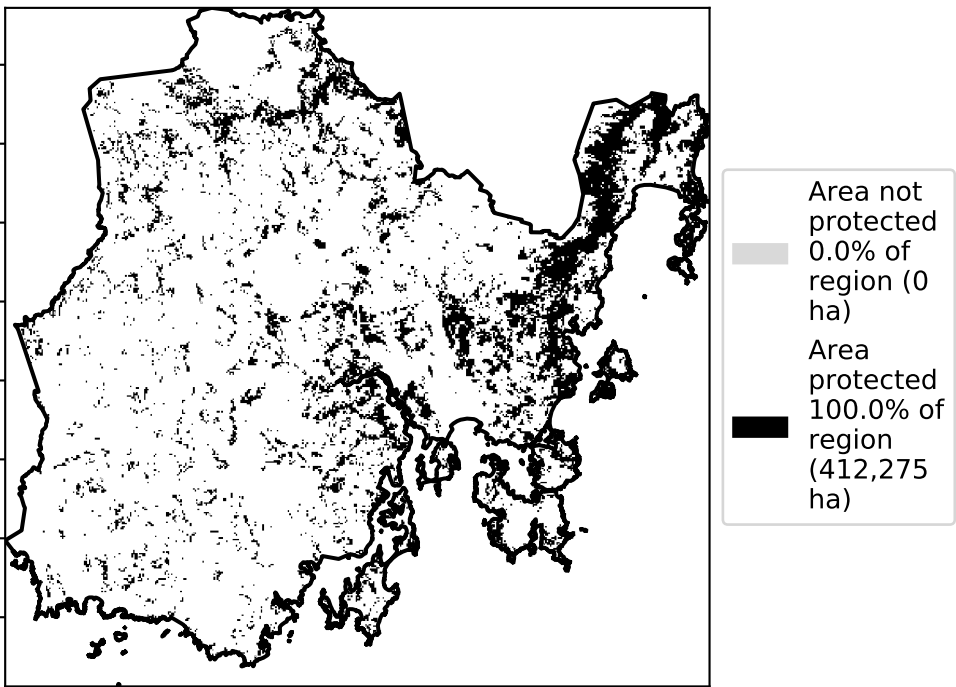 Area not
protected
0.0% of
region (0
ha)
Area
protected
100.0% of
region
(412,275
ha)